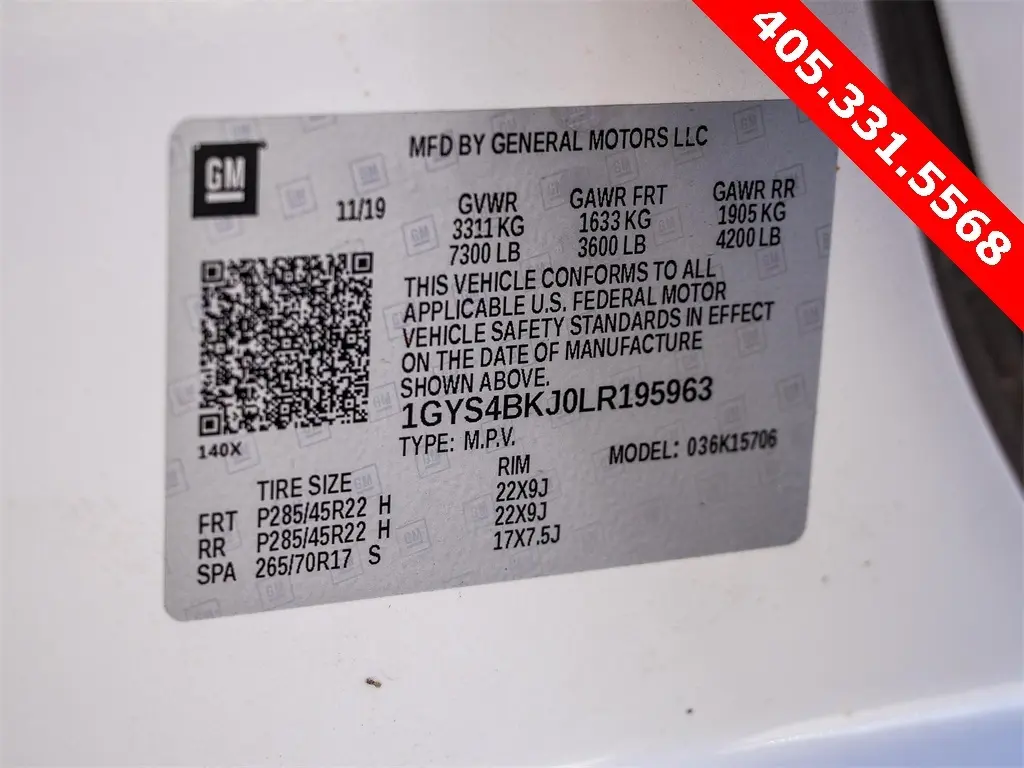 405.331.5568
GM
MFD BY GENERAL MOTORS LLC
11/19
GVWR GAWR FRT GAWR RR
3311 KG 1633 KG 1905 KG
7300 LB 3600 LB 4200 LB
THIS VEHICLE CONFORMS TO ALL
APPLICABLE U.S. FEDERAL MOTOR
VEHICLE SAFETY STANDARDS IN EFFECT
ON THE DATE OF MANUFACTURE
SHOWN ABOVE.
1GYS4BKJ0LR195963
140X
TYPE: M.P.V. MODEL: 036K15706
TIRE SIZE RIM
FRT P285/45R22 H 22X9J
RR P285/45R22 H 22X9J
SPA 265/70R17 S 17X7.5J